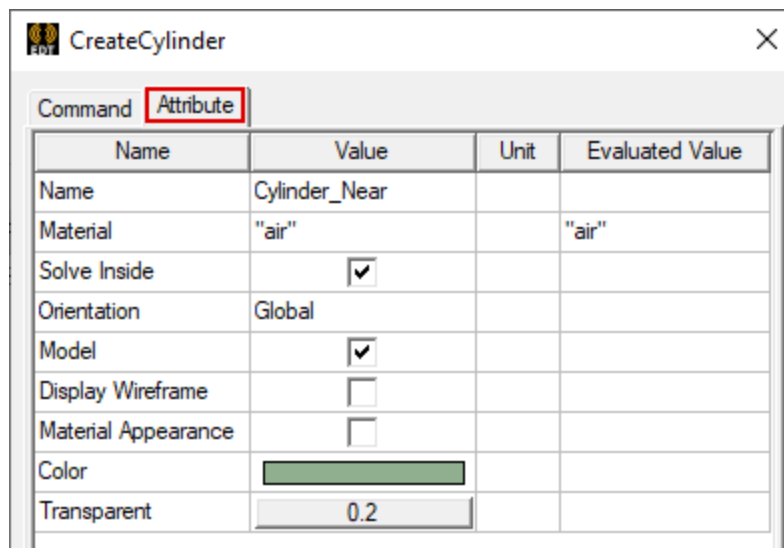 EDT CreateCylinder
Command Attribute
Name Value Unit Evaluated Value
Name Cylinder_Near
Material "air" "air"
Solve Inside
Orientation Global
Model
Display Wireframe
Material Appearance
Color
Transparent 0.2